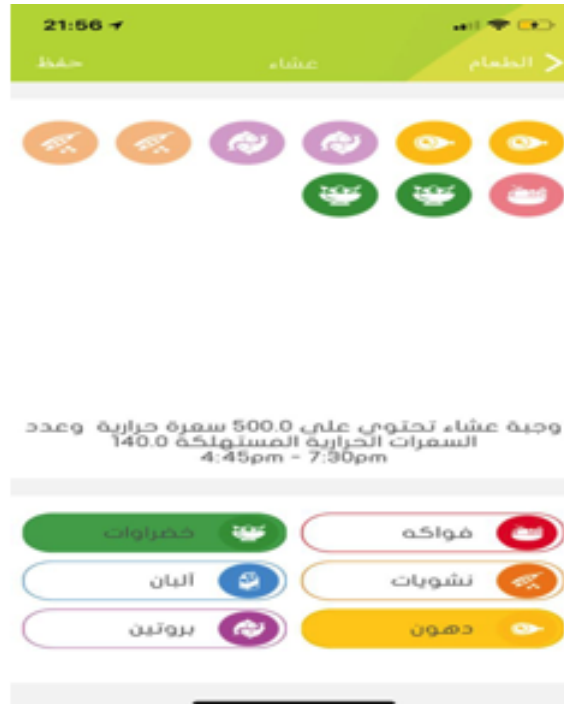 21:56
الطعام
عشاء
حفظ
وجبة عشاء تحتوي على 500.0 سعرة حرارية وعدد
السعرات الحرارية المستهلكة 140.0
4:45pm - 7:30pm
فواكه
خضراوات
نشويات
ألبان
دهون
بروتين